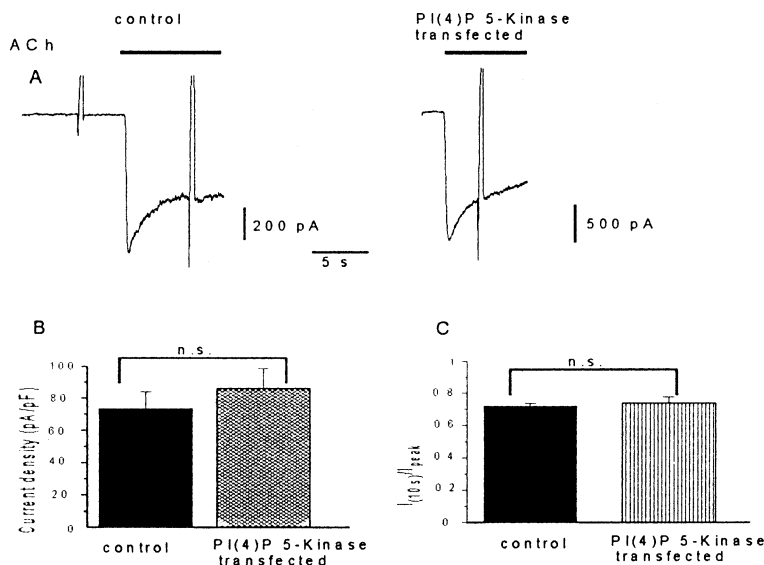 control
PI(4)P 5-Kinase
transfected
ACh
A
200 pA
5 s
500 pA
B
n.s.
100
80
60
40
20
0
Current density (pA/pF)
control
PI(4)P 5-Kinase
transfected
C
n.s.
1
0 8
0 6
0 4
0 2
0
I(10 s)/Ipeak
control
PI(4)P 5-Kinase
transfected